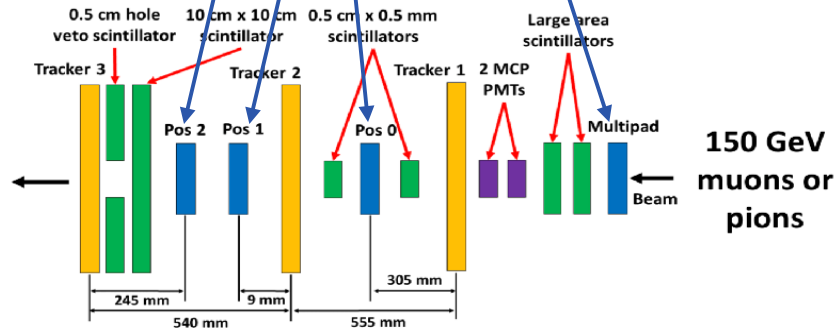 0.5 cm hole
veto scintillator
10 cm x 10 cm
scintillator
0.5 cm x 0.5 mm
scintillators
Large area
scintillators
Tracker 3
Tracker 2
Tracker 1
2 MCP
PMTs
Pos 2
Pos 1
Pos 0
Multipad
150 GeV
muons or
pions
Beam
305 mm
245 mm
9 mm
540 mm
555 mm